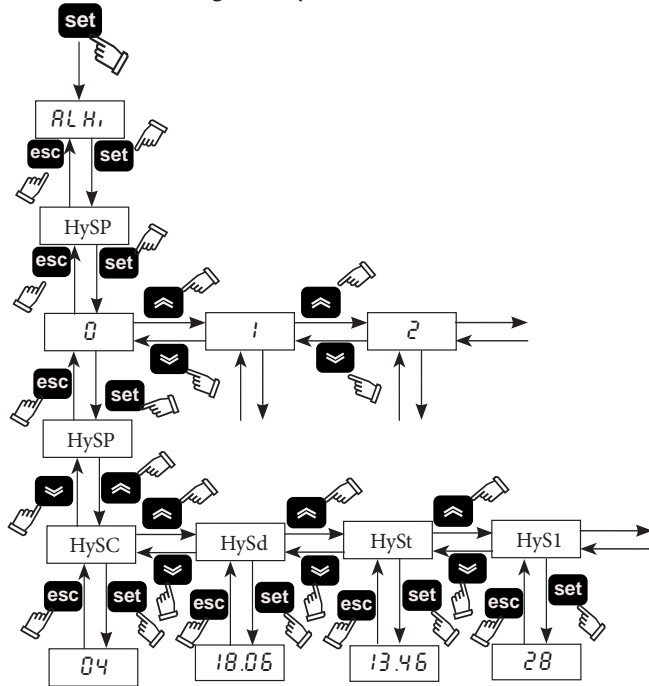 set
ALHi
esc set
HySP
esc set
0 1 2
esc set
HySP
HySC HySd HySt HyS1
esc set esc set esc set esc set
04 18.06 13.46 28